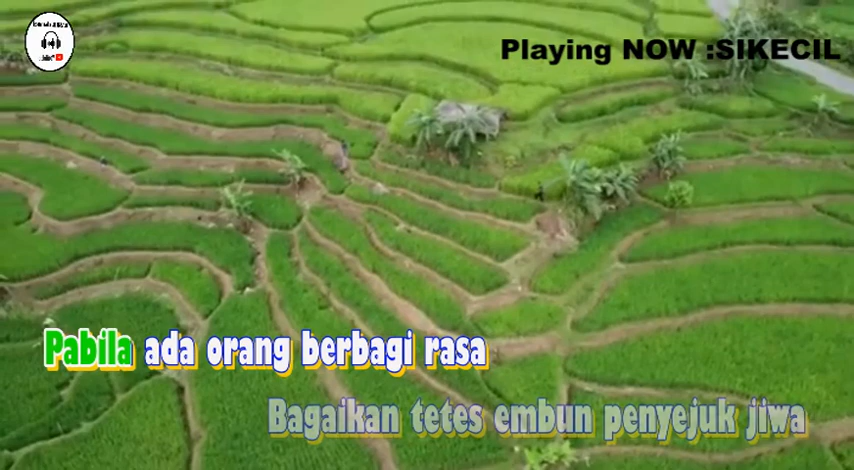 Playing NOW :SIKECIL
Pabila ada orang berbagi rasa
Bagaikan tetes embun penyejuk jiwa